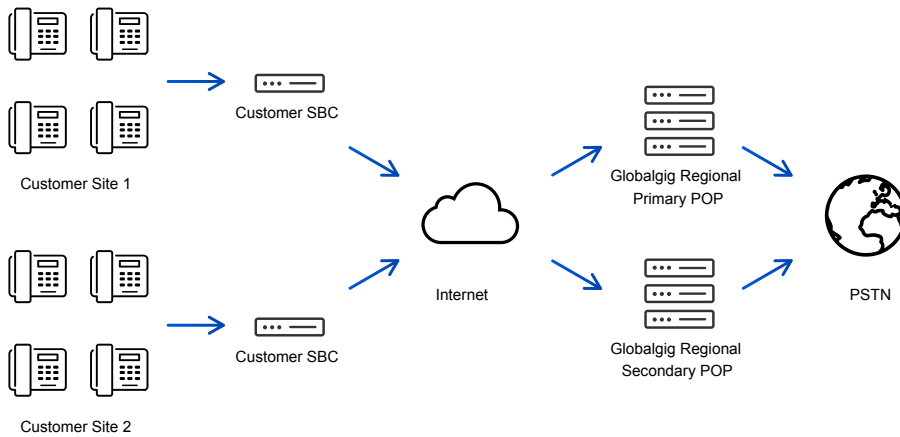 Customer SBC
Customer Site 1
Globalgig Regional
Primary POP
Internet
PSTN
Customer SBC
Globalgig Regional
Secondary POP
Customer Site 2